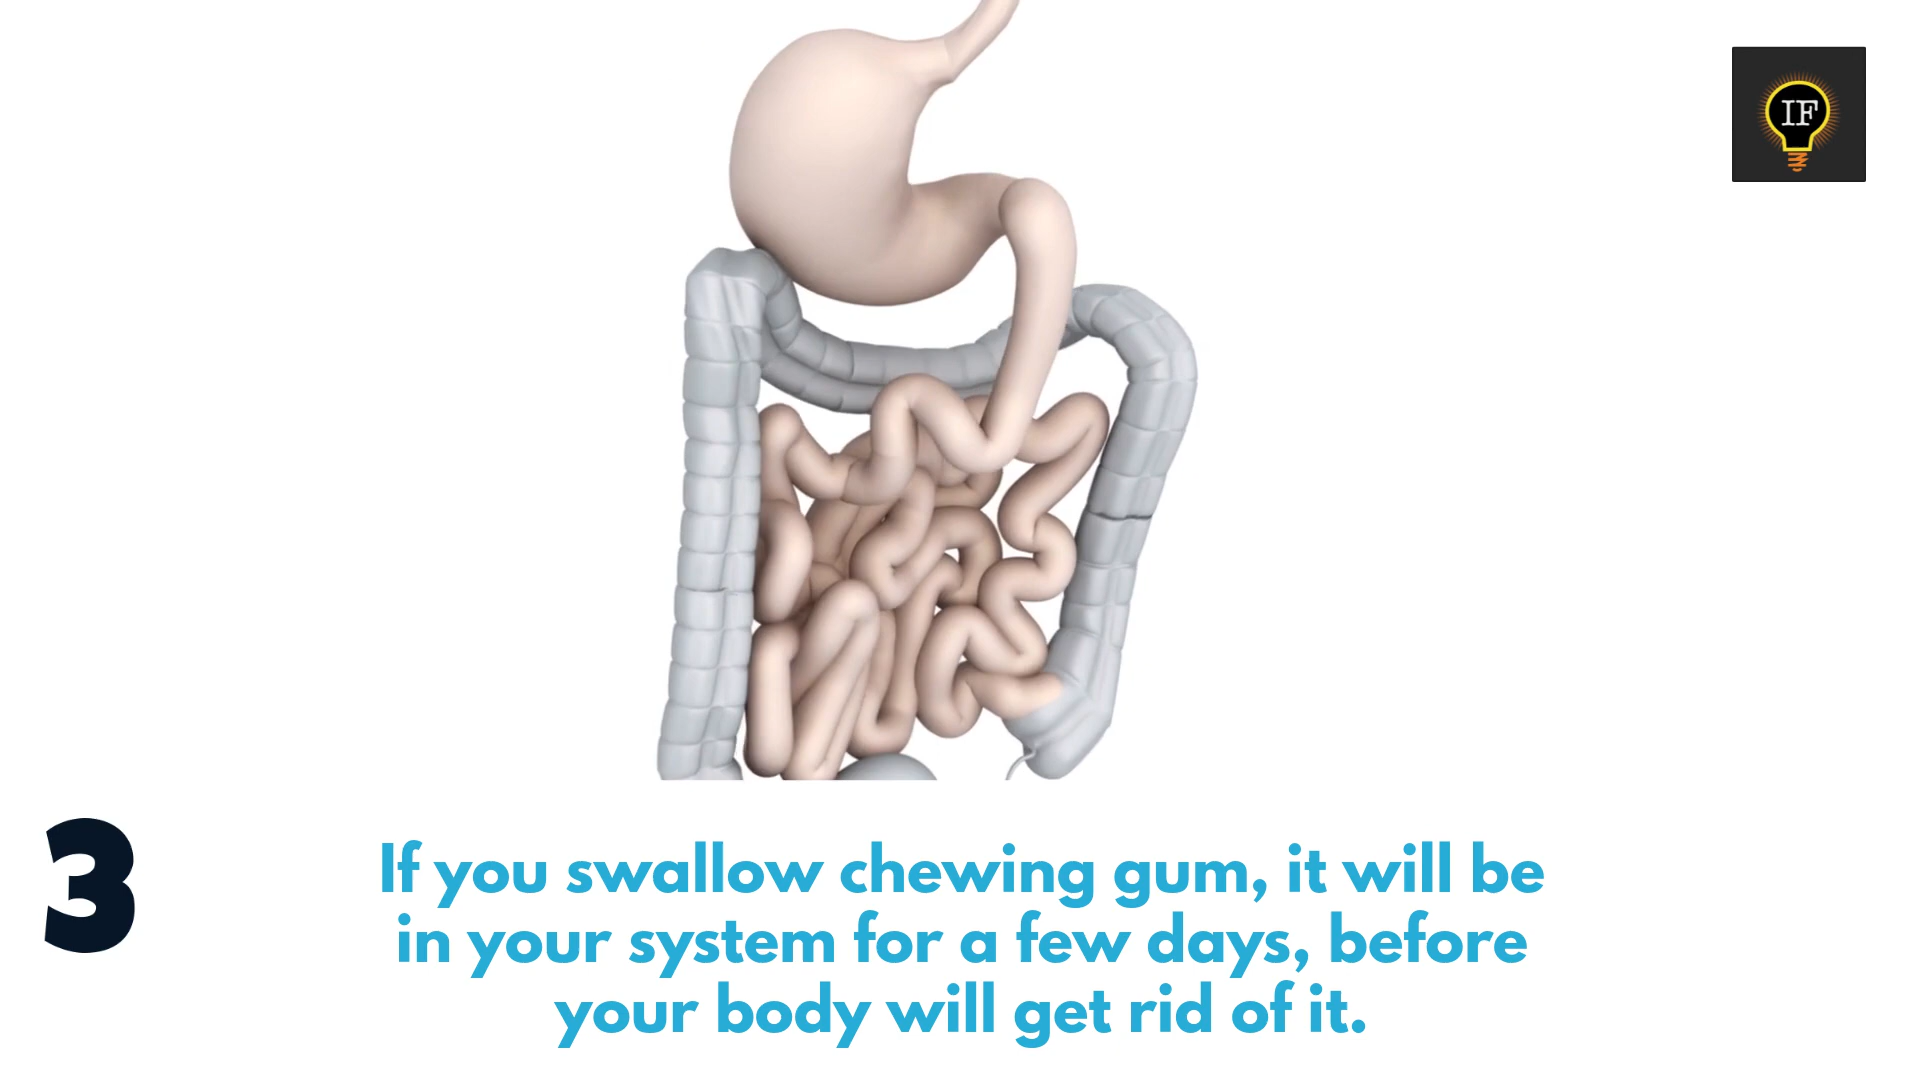 IF
3
If you swallow chewing gum, it will be
in your system for a few days, before
your body will get rid of it.